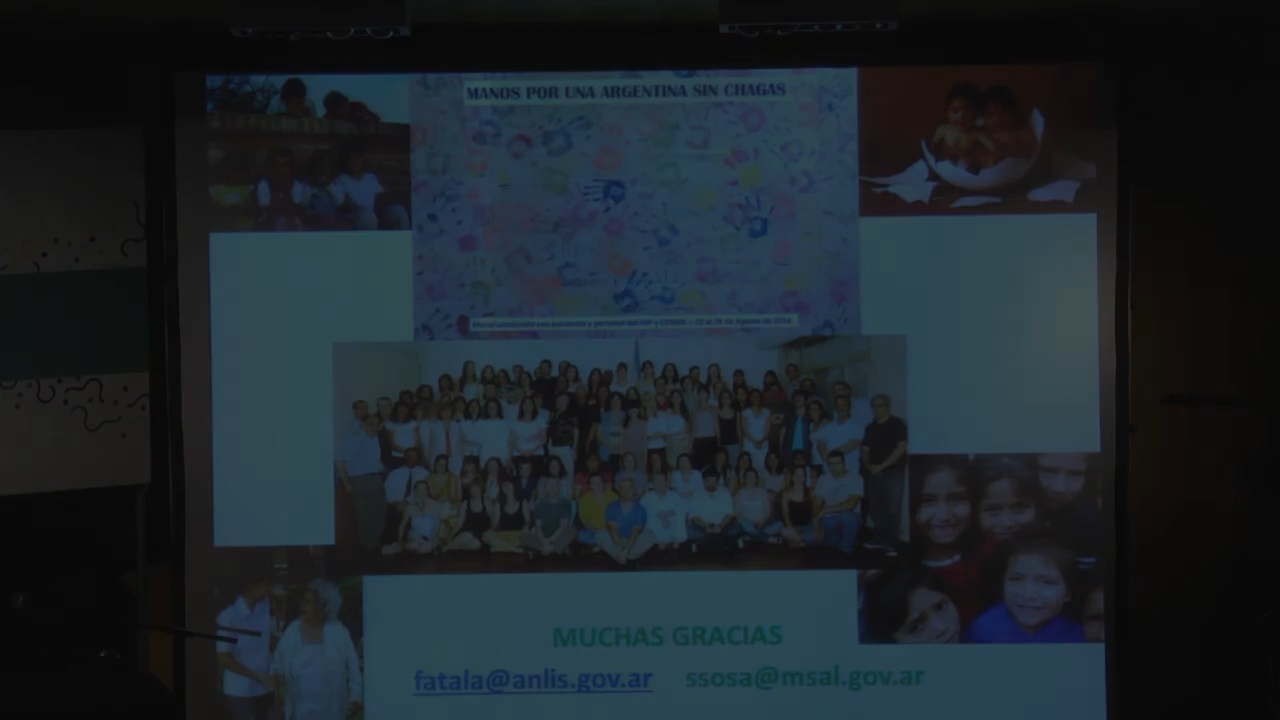 MANOS POR UNA ARGENTINA SIN CHAGAS
MUCHAS GRACIAS
fatala@anlis.gov.ar ssosa@msal.gov.ar